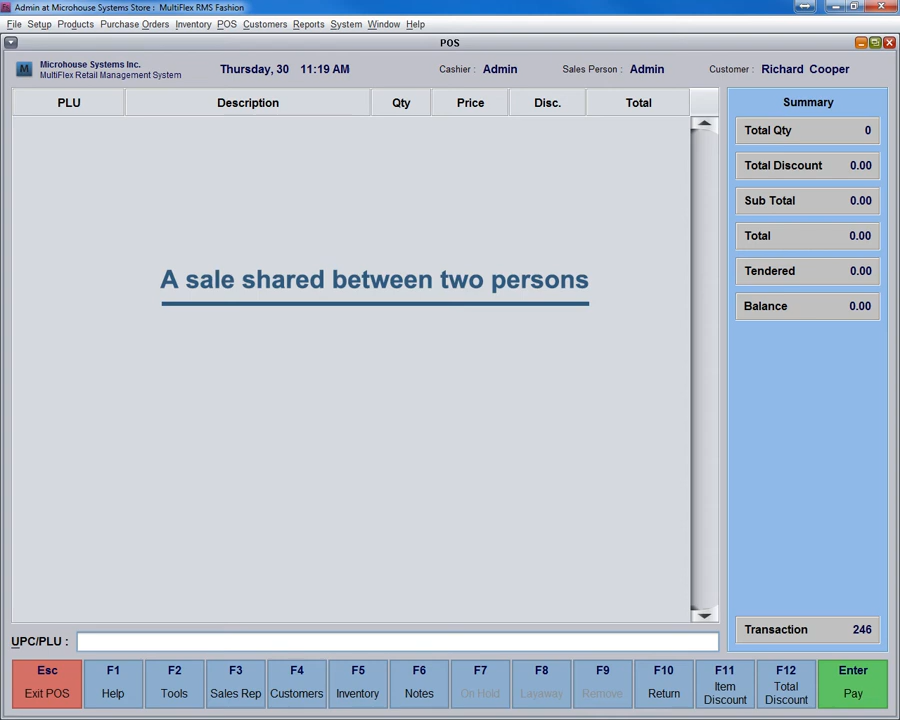 Admin at Microhouse Systems Store : MultiFlex RMS Fashion
File Setup Products Purchase Orders Inventory POS Customers Reports System Window Help
POS
M
Microhouse Systems Inc.
MultiFlex Retail Management System
Thursday, 30 11:19 AM
Cashier : Admin
Sales Person : Admin
Customer : Richard Cooper
PLU Description Qty Price Disc. Total
A sale shared between two persons
Summary
Total Qty 0
Total Discount 0.00
Sub Total 0.00
Total 0.00
Tendered 0.00
Balance 0.00
Transaction 246
UPC/PLU :
Esc Exit POS
F1 Help
F2 Tools
F3 Sales Rep
F4 Customers
F5 Inventory
F6 Notes
F7 On Hold
F8 Layaway
F9 Remove
F10 Return
F11 Item Discount
F12 Total Discount
Enter Pay